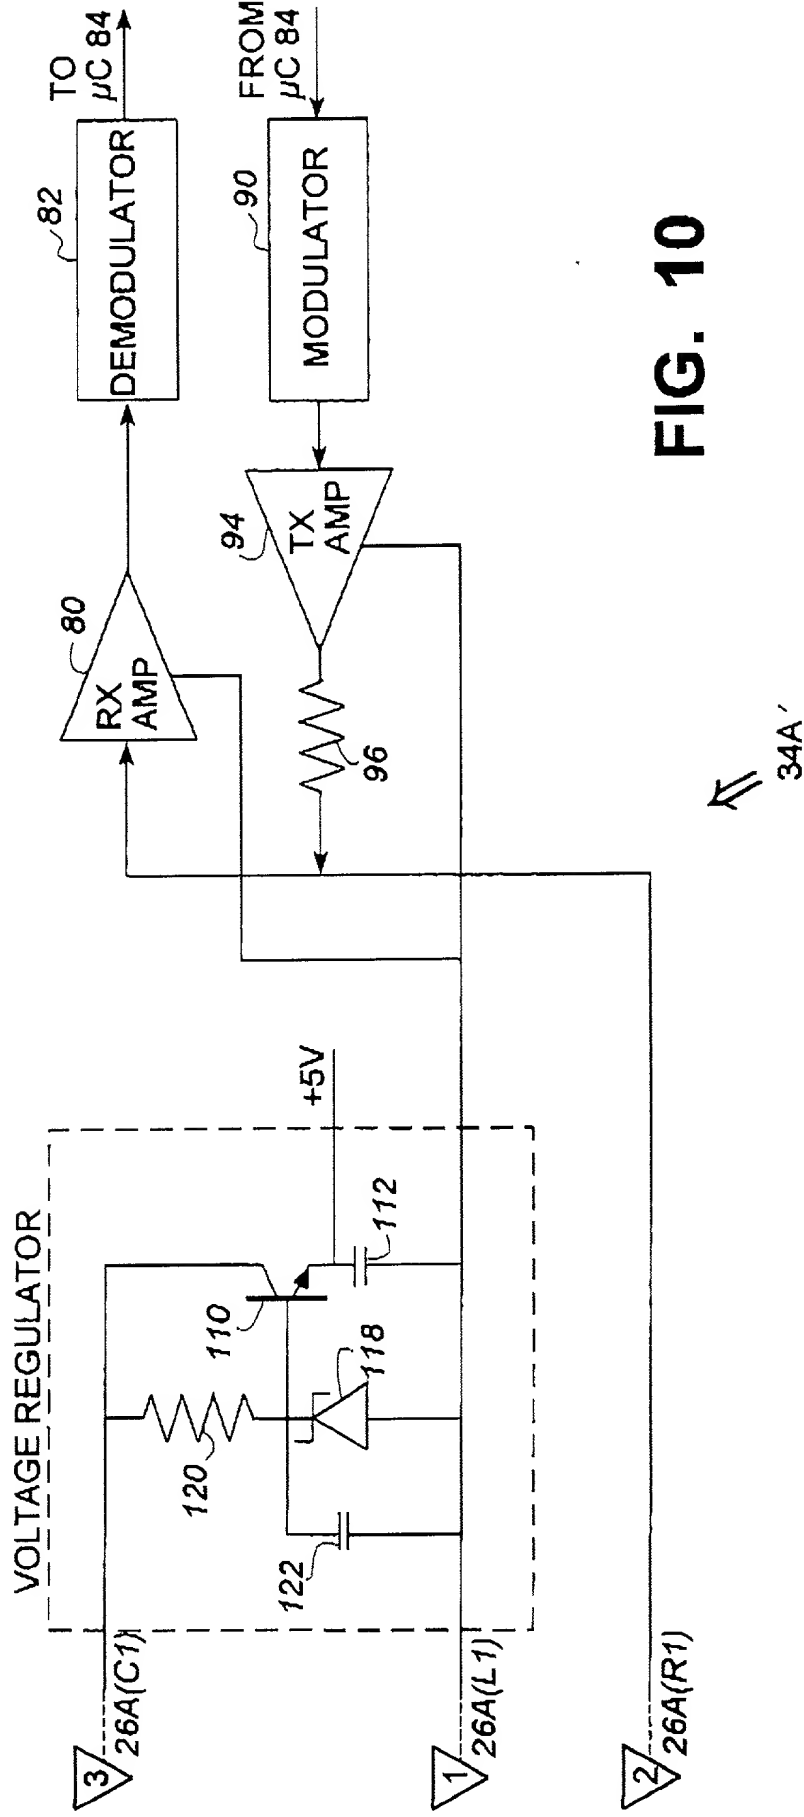 VOLTAGE REGULATOR
3
26A(C1)
120
110
122
118
112
+5V
1
26A(L1)
2
26A(R1)
80
RX
AMP
82
DEMODULATOR
TO
μC 84
96
94
TX
AMP
90
MODULATOR
FROM
μC 84
34A′
FIG. 10